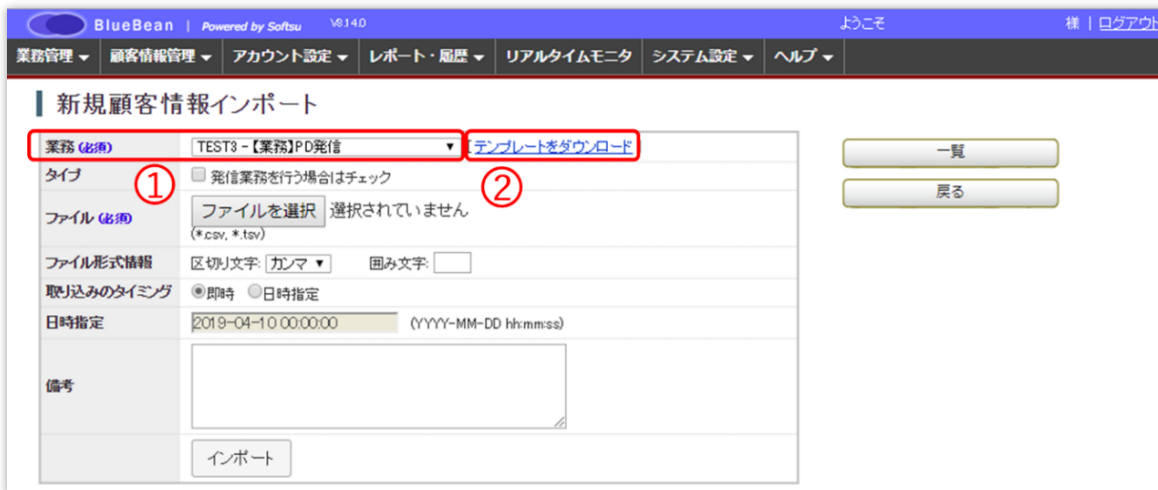 BlueBean | Powered by Softsu V8.14.0 ようこそ 様 | ログアウト
業務管理 顧客情報管理 アカウント設定 レポート・履歴 リアルタイムモニタ システム設定 ヘルプ
新規顧客情報インポート
業務 (必須) TEST3 - 【業務】PD発信 [テンプレートをダウンロード
一覧
① ②
タイプ 発信業務を行う場合はチェック
戻る
ファイル (必須) ファイルを選択 選択されていません
(*.csv, *.tsv)
ファイル形式情報 区切り文字: カンマ 囲み文字:
取り込みのタイミング 即時 日時指定
日時指定 2019-04-10 00:00:00 (YYYY-MM-DD hh:mm:ss)
備考
インポート